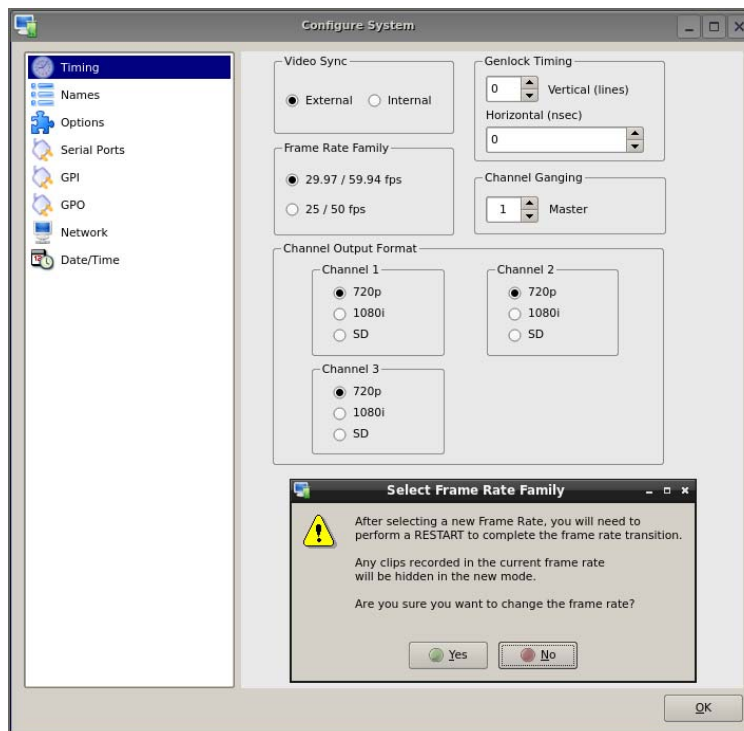 Configure System
Timing
Names
Options
Serial Ports
GPI
GPO
Network
Date/Time
Video Sync
External
Internal
Genlock Timing
0
Vertical (lines)
Horizontal (nsec)
0
Frame Rate Family
29.97 / 59.94 fps
25 / 50 fps
Channel Ganging
1
Master
Channel Output Format
Channel 1
720p
1080i
SD
Channel 2
720p
1080i
SD
Channel 3
720p
1080i
SD
Select Frame Rate Family
After selecting a new Frame Rate, you will need to
perform a RESTART to complete the frame rate transition.
Any clips recorded in the current frame rate
will be hidden in the new mode.
Are you sure you want to change the frame rate?
Yes
No
OK